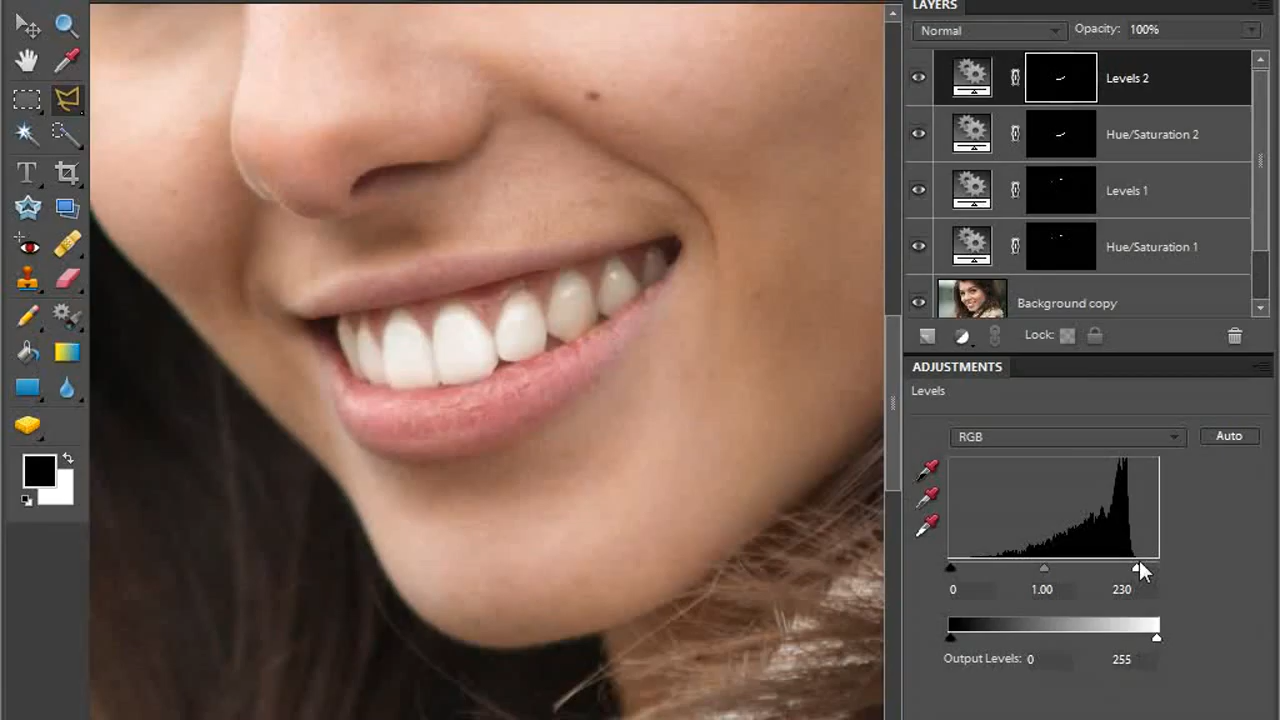 LAYERS
Normal Opacity: 100%
Levels 2
Hue/Saturation 2
Levels 1
Hue/Saturation 1
Background copy
Lock:
ADJUSTMENTS
Levels
RGB Auto
0 1.00 230
Output Levels: 0 255